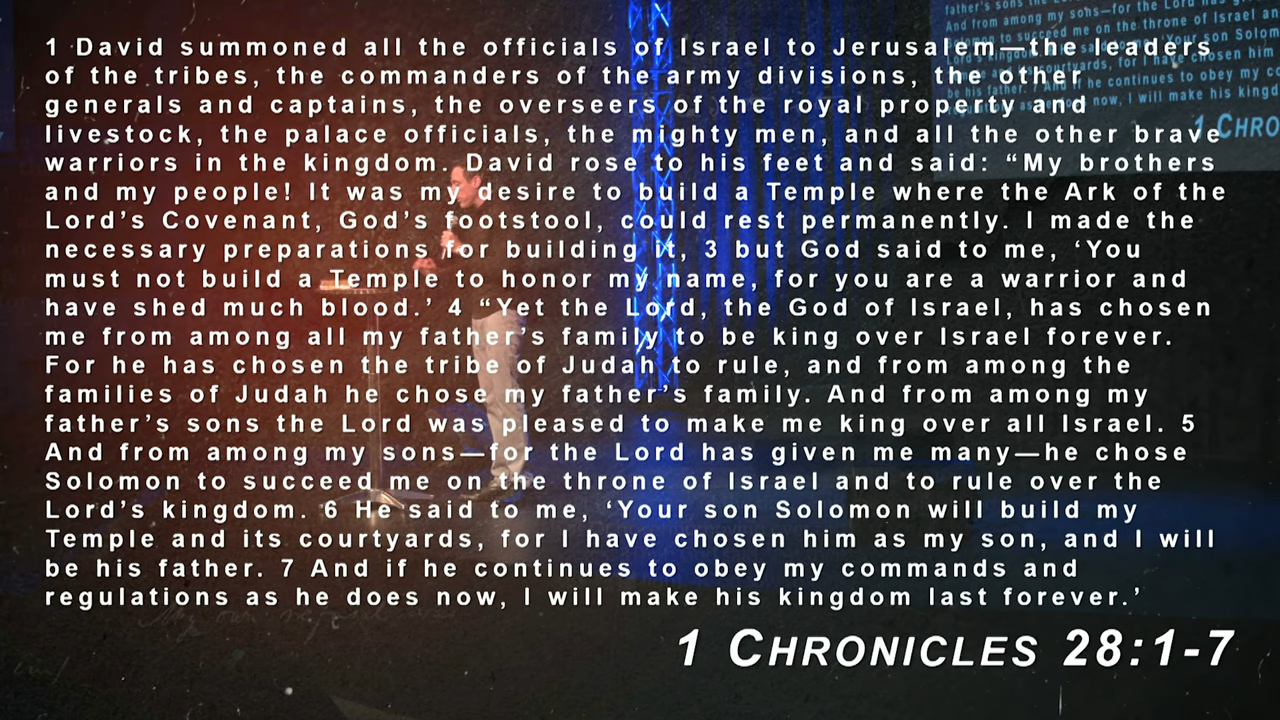 1 David summoned all the officials of Israel to Jerusalem—the leaders
of the tribes, the commanders of the army divisions, the other
generals and captains, the overseers of the royal property and
livestock, the palace officials, the mighty men, and all the other brave
warriors in the kingdom. David rose to his feet and said: “My brothers
and my people! It was my desire to build a Temple where the Ark of the
Lord’s Covenant, God’s footstool, could rest permanently. I made the
necessary preparations for building it, 3 but God said to me, ‘You
must not build a Temple to honor my name, for you are a warrior and
have shed much blood.’ 4 “Yet the Lord, the God of Israel, has chosen
me from among all my father’s family to be king over Israel forever.
For he has chosen the tribe of Judah to rule, and from among the
families of Judah he chose my father’s family. And from among my
father’s sons the Lord was pleased to make me king over all Israel. 5
And from among my sons—for the Lord has given me many—he chose
Solomon to succeed me on the throne of Israel and to rule over the
Lord’s kingdom. 6 He said to me, ‘Your son Solomon will build my
Temple and its courtyards, for I have chosen him as my son, and I will
be his father. 7 And if he continues to obey my commands and
regulations as he does now, I will make his kingdom last forever.’
1 CHRONICLES 28:1-7